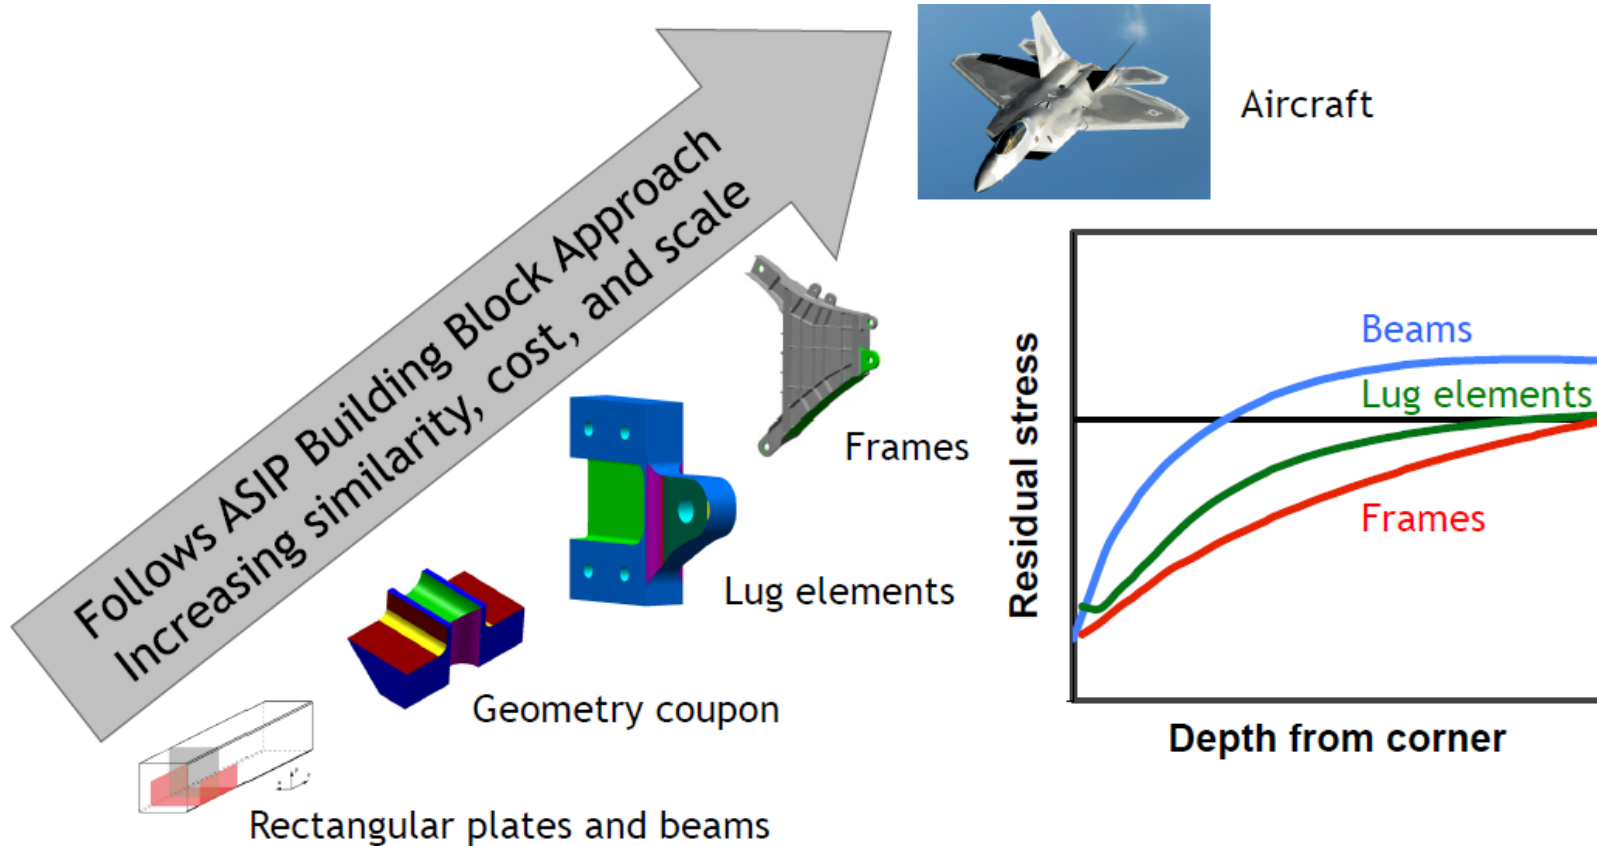 Follows ASIP Building Block Approach
Increasing similarity, cost, and scale
Aircraft
Frames
Lug elements
Geometry coupon
Rectangular plates and beams
Residual stress
Beams
Lug elements
Frames
Depth from corner